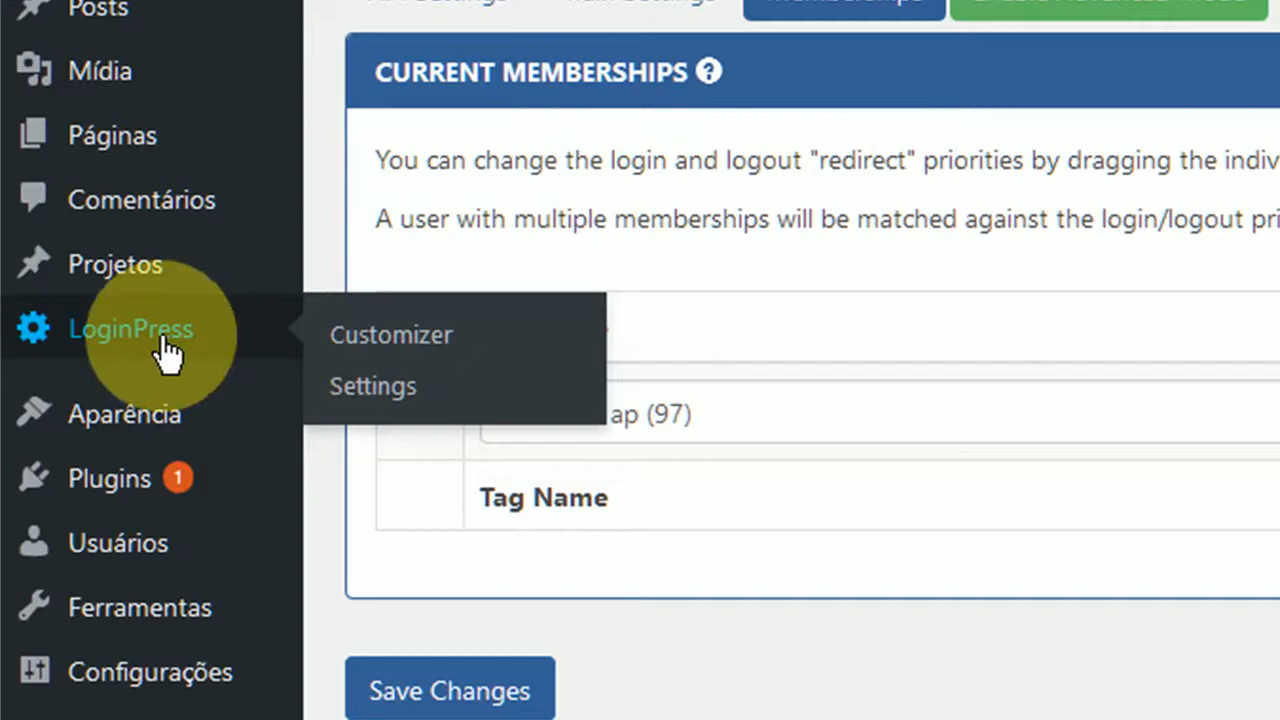 Posts
Mídia
Páginas
Comentários
Projetos
LoginPress
Customizer
Settings
Aparência
Plugins 1
Usuários
Ferramentas
Configurações
Memberships
CURRENT MEMBERSHIPS ?
You can change the login and logout "redirect" priorities by dragging the
A user with multiple memberships will be matched against the login/logout
ap (97)
Tag Name
Save Changes